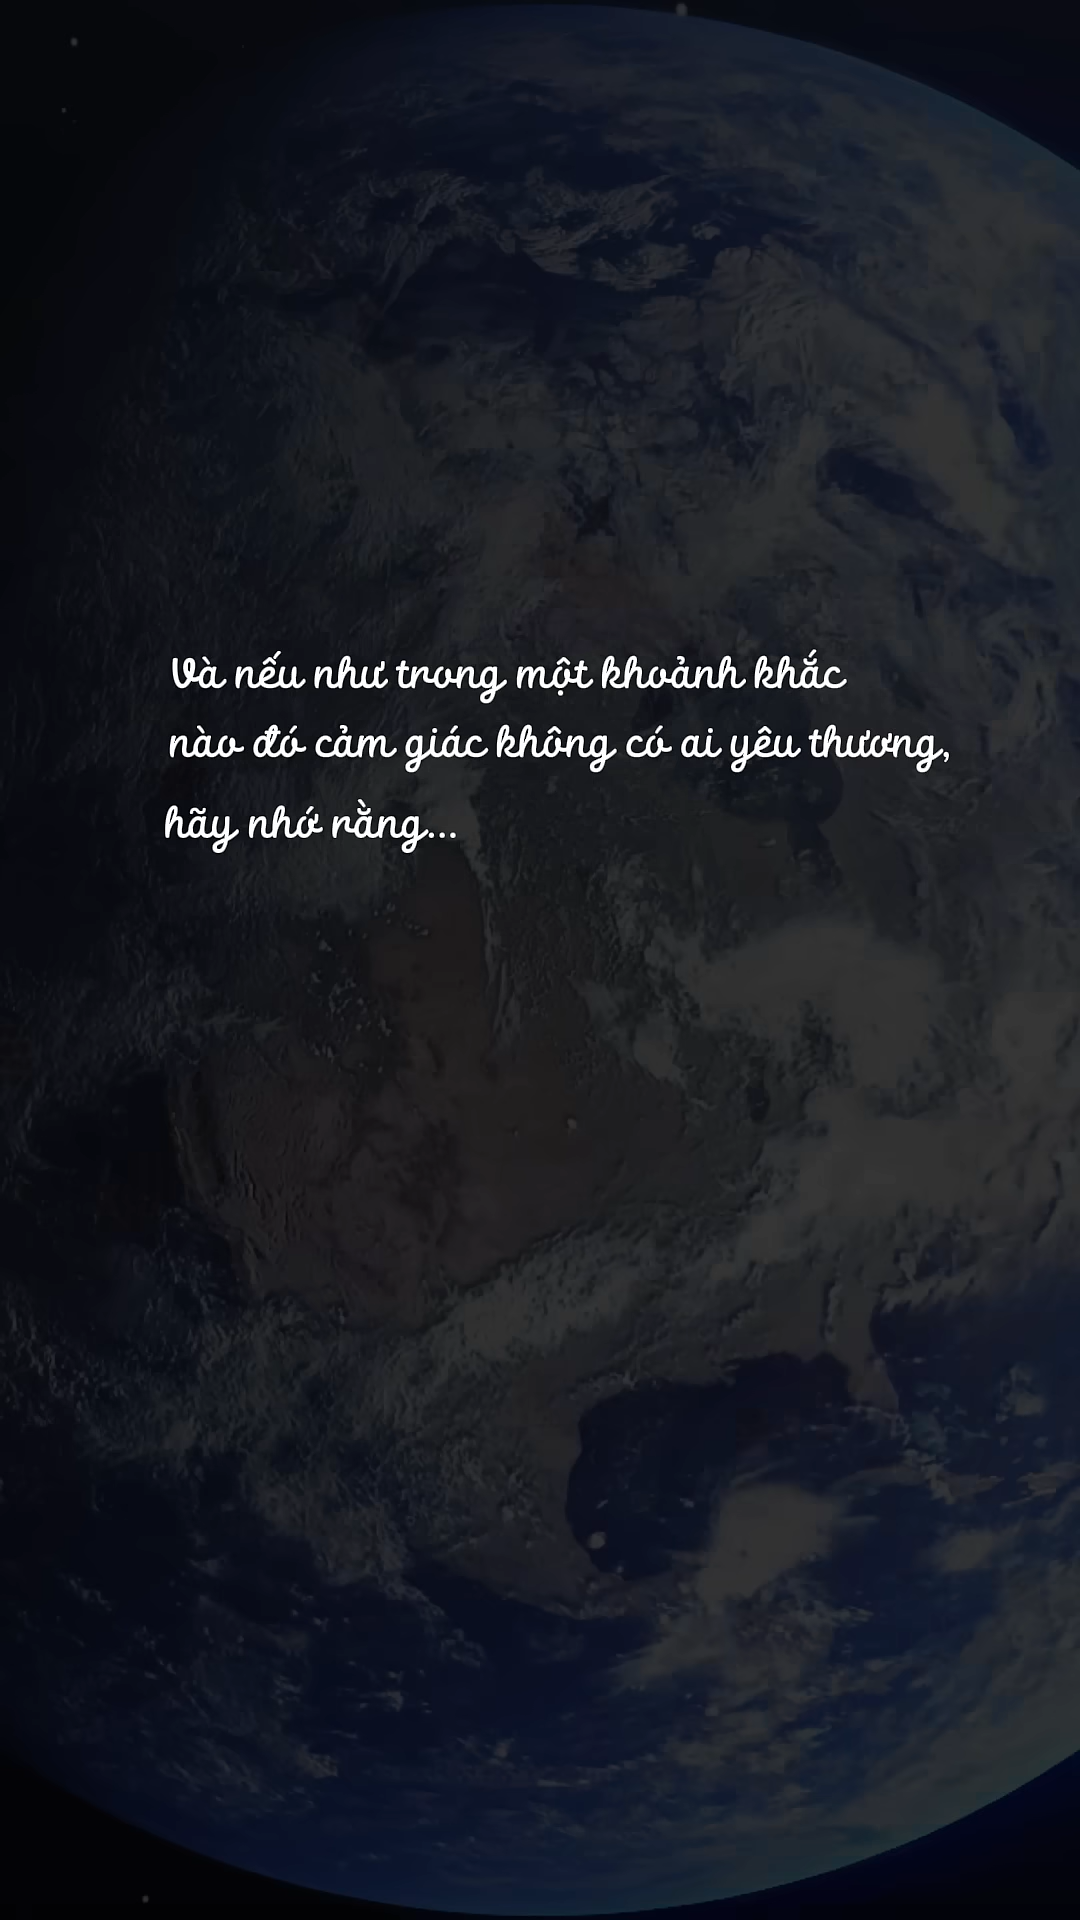 Và nếu như trong một khoảnh khắc
nào đó cảm giác không có ai yêu thương,
hãy nhớ rằng...